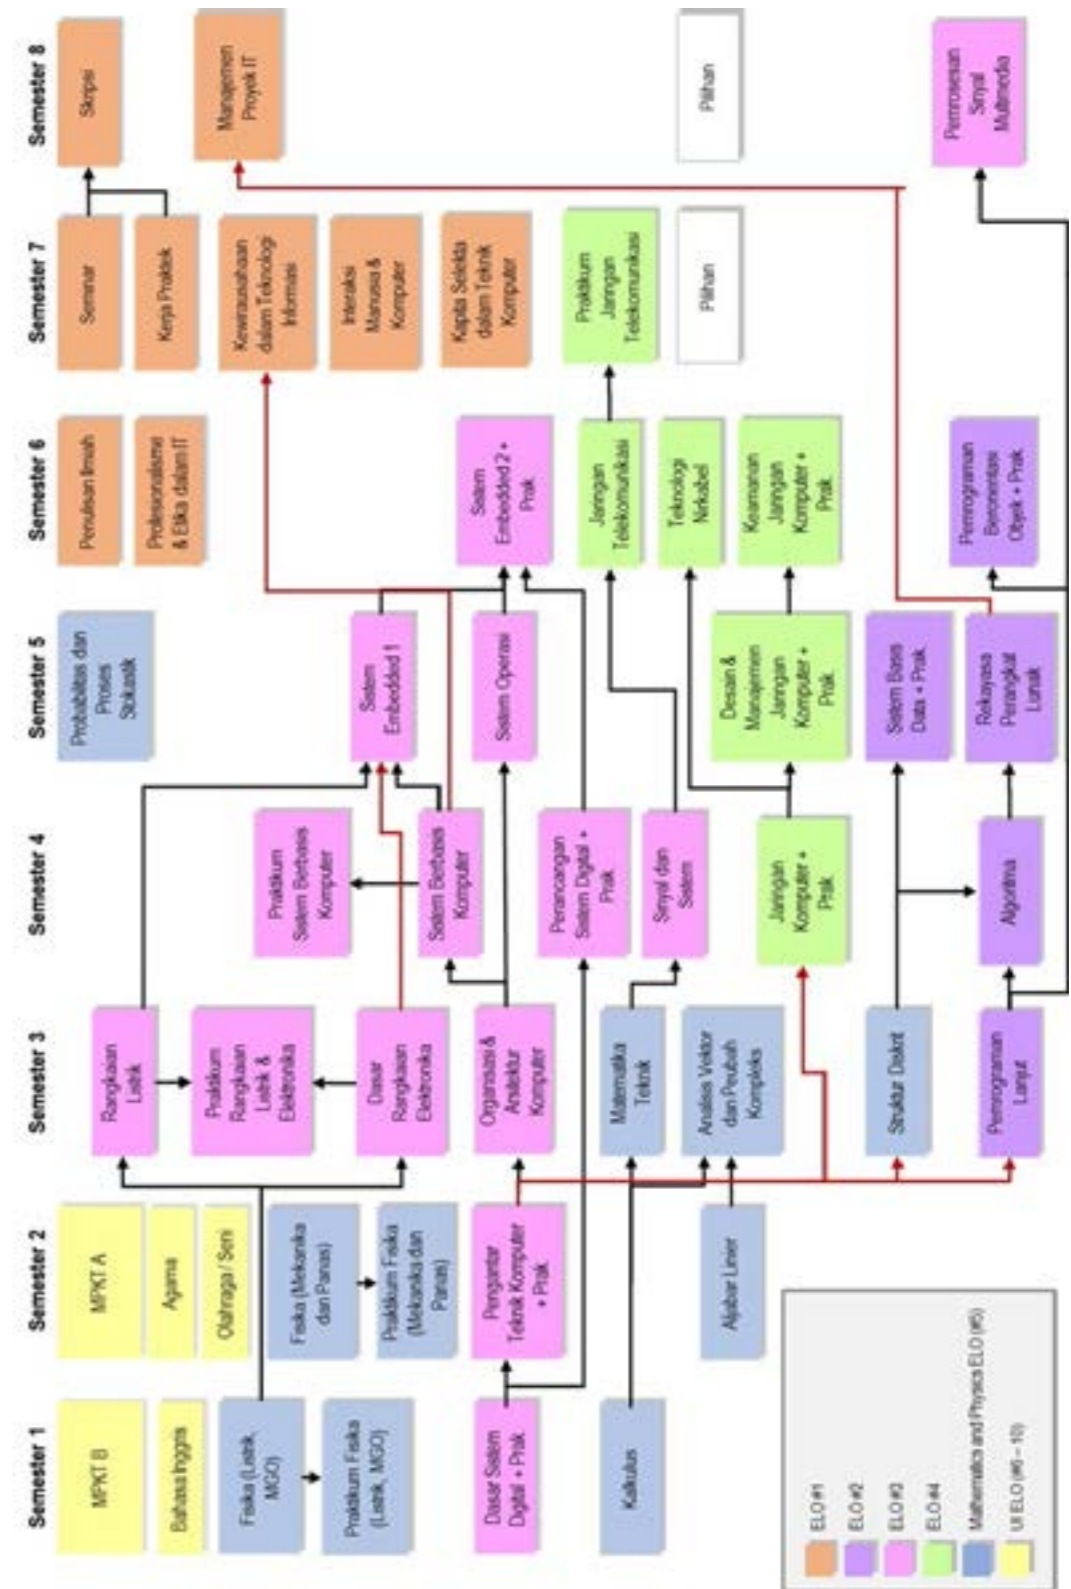 Semester 1
MPKT B
Bahasa Inggris
Fisika (Listrik,
MGO)
Praktikum Fisika
(Listrik, MGO)
Dasar Sistem
Digital + Prak
Kalkulus
Semester 2
MPKT A
Agama
Olahraga / Seni
Fisika (Mekanika
dan Panas)
Praktikum Fisika
(Mekanika dan
Panas)
Pengantar
Teknik Komputer
+ Prak
Aljabar Linier
Semester 3
Rangkaian
Listrik
Praktikum
Rangkaian
Listrik &
Elektronika
Dasar
Rangkaian
Elektronika
Organisasi &
Arsitektur
Komputer
Matematika
Teknik
Analisis Vektor
dan Peubah
Kompleks
Struktur Diskrit
Pemrograman
Lanjut
Semester 4
Praktikum
Sistem Berbasis
Komputer
Sistem Berbasis
Komputer
Perancangan
Sistem Digital +
Prak
Sinyal dan
Sistem
Jaringan
Komputer +
Prak
Algoritma
Semester 5
Probabilitas dan
Proses
Stokastik
Sistem
Embedded 1
Sistem Operasi
Desain &
Manajemen
Jaringan
Komputer +
Prak
Sistem Basis
Data + Prak
Rekayasa
Perangkat
Lunak
Semester 6
Penulisan Ilmiah
Profesionalisme
& Etika dalam IT
Sistem
Embedded 2 +
Prak
Jaringan
Telekomunikasi
Teknologi
Nirkabel
Keamanan
Jaringan
Komputer +
Prak
Pemrograman
Berorientasi
Objek + Prak
Semester 7
Seminar
Kerja Praktek
Kewirausahaan
dalam Teknologi
Informasi
Interaksi
Manusia &
Komputer
Kapita Selekta
dalam Teknik
Komputer
Praktikum
Jaringan
Telekomunikasi
Pilihan
Semester 8
Skripsi
Manajemen
Proyek IT
Pilihan
Pemrosesan
Sinyal
Multimedia
ELO #1
ELO #2
ELO #3
ELO #4
Mathematics and Physics ELO (#5)
UI ELO (#6 – 10)